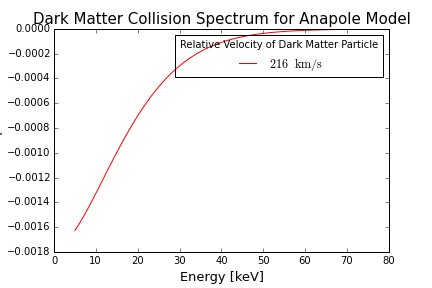 Dark Matter Collision Spectrum for Anapole Model
0.0000
−0.0002
−0.0004
−0.0006
−0.0008
−0.0010
−0.0012
−0.0014
−0.0016
−0.0018
Relative Velocity of Dark Matter Particle
216 km/s
0 10 20 30 40 50 60 70 80
Energy [keV]